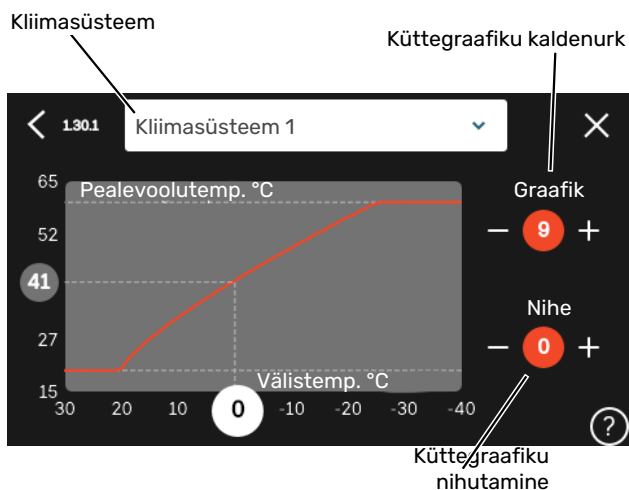 Kliimasüsteem
Küttegraafiku kaldenurk
1.30.1
Kliimasüsteem 1
65
Pealevoolutemp. °C
52
41
27
15
Välistemp. °C
30 20 10 0 -10 -20 -30 -40
Graafik
− 9 +
Nihe
− 0 +
?
Küttegraafiku
nihutamine